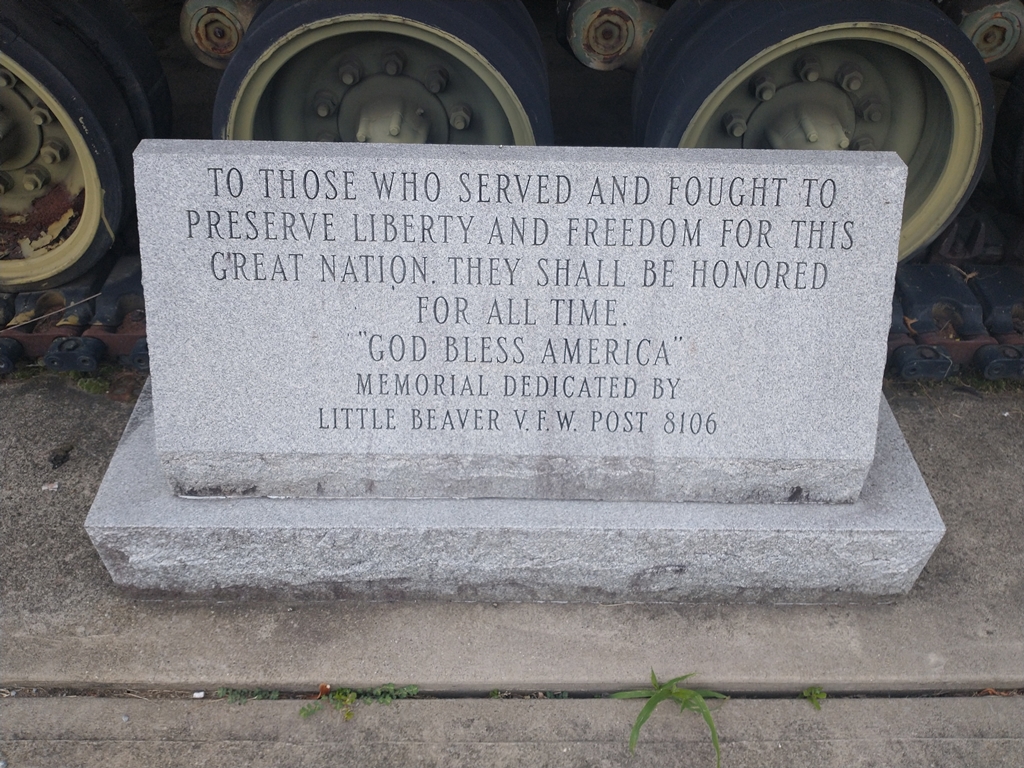 TO THOSE WHO SERVED AND FOUGHT TO
PRESERVE LIBERTY AND FREEDOM FOR THIS
GREAT NATION. THEY SHALL BE HONORED
FOR ALL TIME.
"GOD BLESS AMERICA"
MEMORIAL DEDICATED BY
LITTLE BEAVER V.F.W. POST 8106